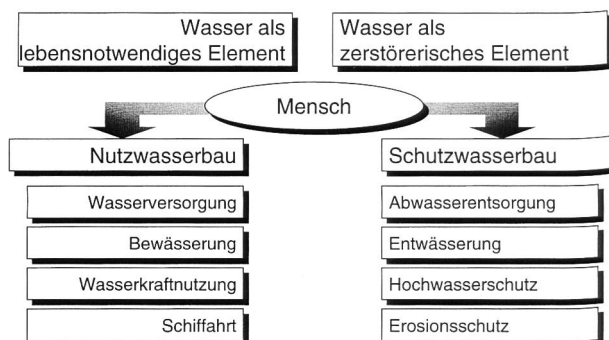 Wasser als
lebensnotwendiges Element
Wasser als
zerstörerisches Element
Mensch
Nutzwasserbau
Wasserversorgung
Bewässerung
Wasserkraftnutzung
Schiffahrt
Schutzwasserbau
Abwasserentsorgung
Entwässerung
Hochwasserschutz
Erosionsschutz